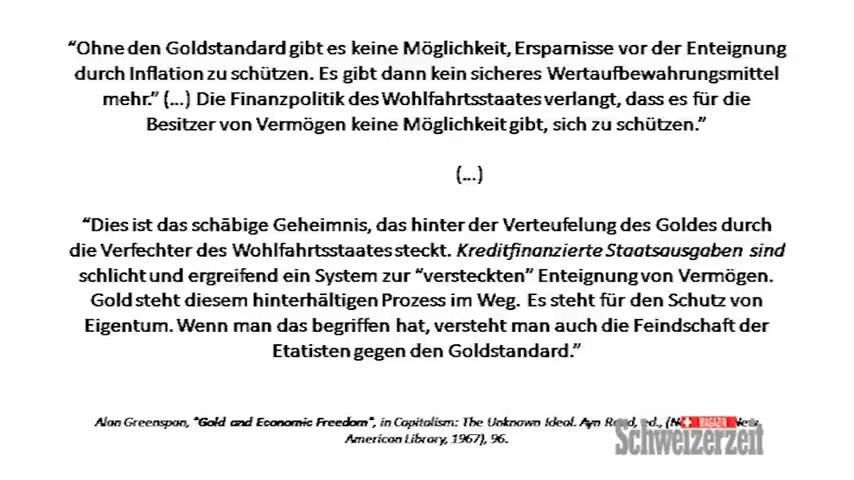 “Ohne den Goldstandard gibt es keine Möglichkeit, Ersparnisse vor der Enteignung
durch Inflation zu schützen. Es gibt dann kein sicheres Wertaufbewahrungsmittel
mehr.” (...) Die Finanzpolitik des Wohlfahrtsstaates verlangt, dass es für die
Besitzer von Vermögen keine Möglichkeit gibt, sich zu schützen.”
(...)
“Dies ist das schäbige Geheimnis, das hinter der Verteufelung des Goldes durch
die Verfechter des Wohlfahrtsstaates steckt. Kreditfinanzierte Staatsausgaben sind
schlicht und ergreifend ein System zur “versteckten” Enteignung von Vermögen.
Gold steht diesem hinterhältigen Prozess im Weg. Es steht für den Schutz von
Eigentum. Wenn man das begriffen hat, versteht man auch die Feindschaft der
Etatisten gegen den Goldstandard.”
Alan Greenspan, "Gold and Economic Freedom", in Capitalism: The Unknown Ideal. Ayn
American Library, 1967), 96.
MAGAZIN
Schweizerzeit